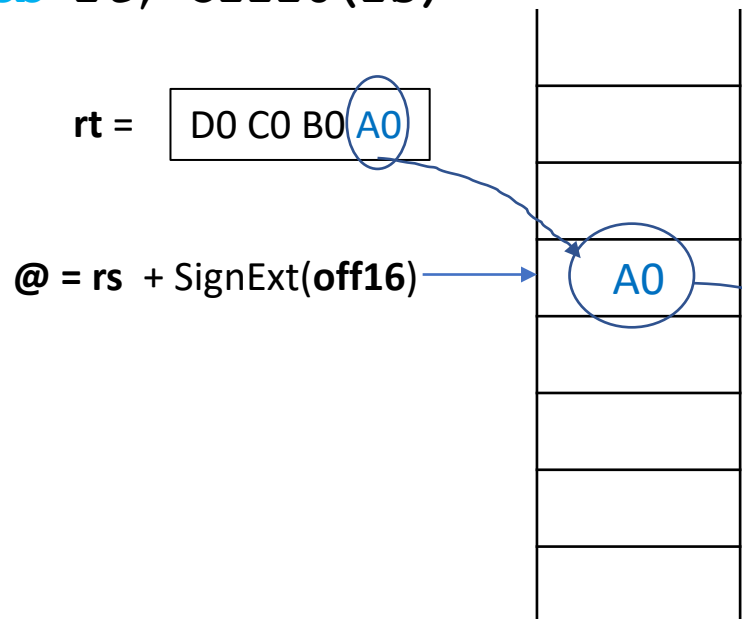 rt = D0 C0 B0 A0
@ = rs + SignExt(off16)
A0